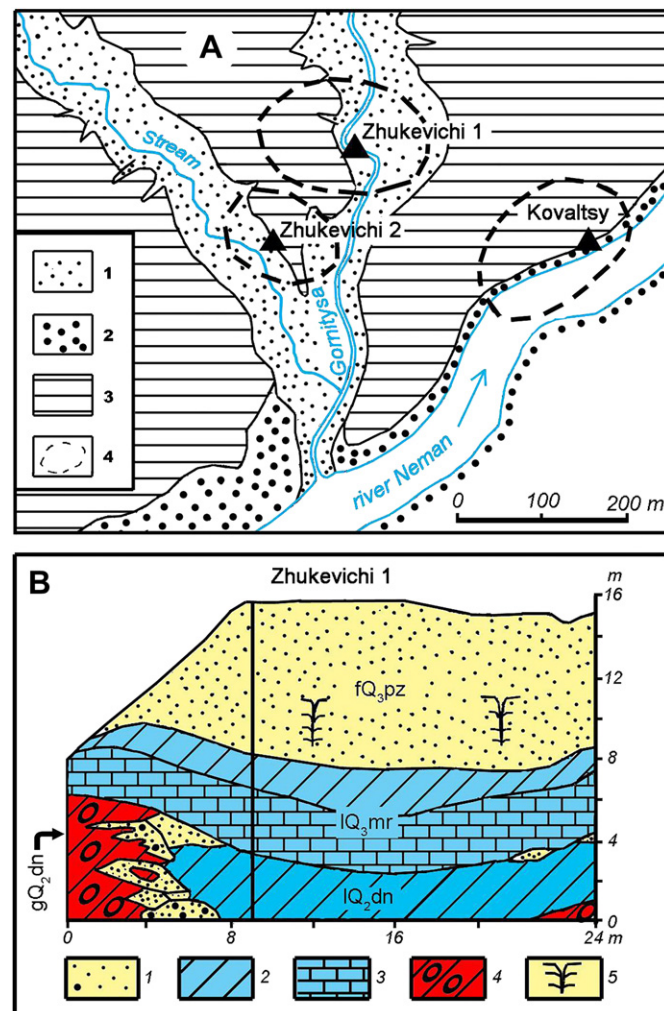 A
Zhukevichi 1
Stream
Kovaltsy
Zhukevichi 2
Gornitysa
river Neman
1
2
3
4
0 100 200 m
B
Zhukevichi 1
m
16
12
8
4
0
fQ₃pz
lQ₃mr
lQ₂dn
gQ₂dn
0 8 16 24
m
1 2 3 4 5